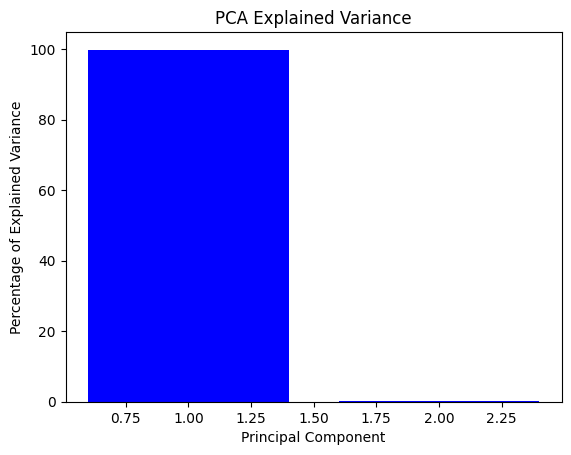 PCA Explained Variance
Percentage of Explained Variance
100
80
60
40
20
0
0.75 1.00 1.25 1.50 1.75 2.00 2.25
Principal Component